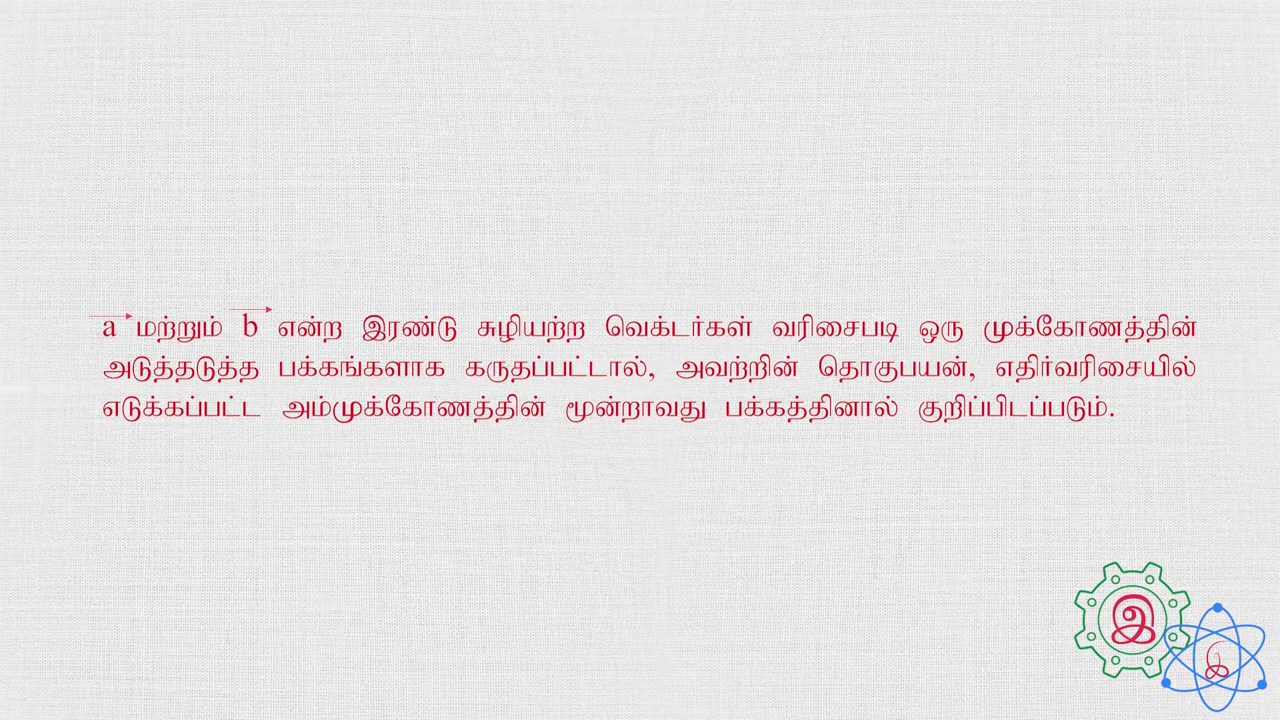 a⃗ மற்றும் b⃗ என்ற இரண்டு சுழியற்ற வெக்டர்கள் வரிசைபடி ஒரு முக்கோணத்தின்
அடுத்தடுத்த பக்கங்களாக கருதப்பட்டால், அவற்றின் தொகுபயன், எதிர்வரிசையில்
எடுக்கப்பட்ட அம்முக்கோணத்தின் மூன்றாவது பக்கத்தினால் குறிப்பிடப்படும்.
இ
இ